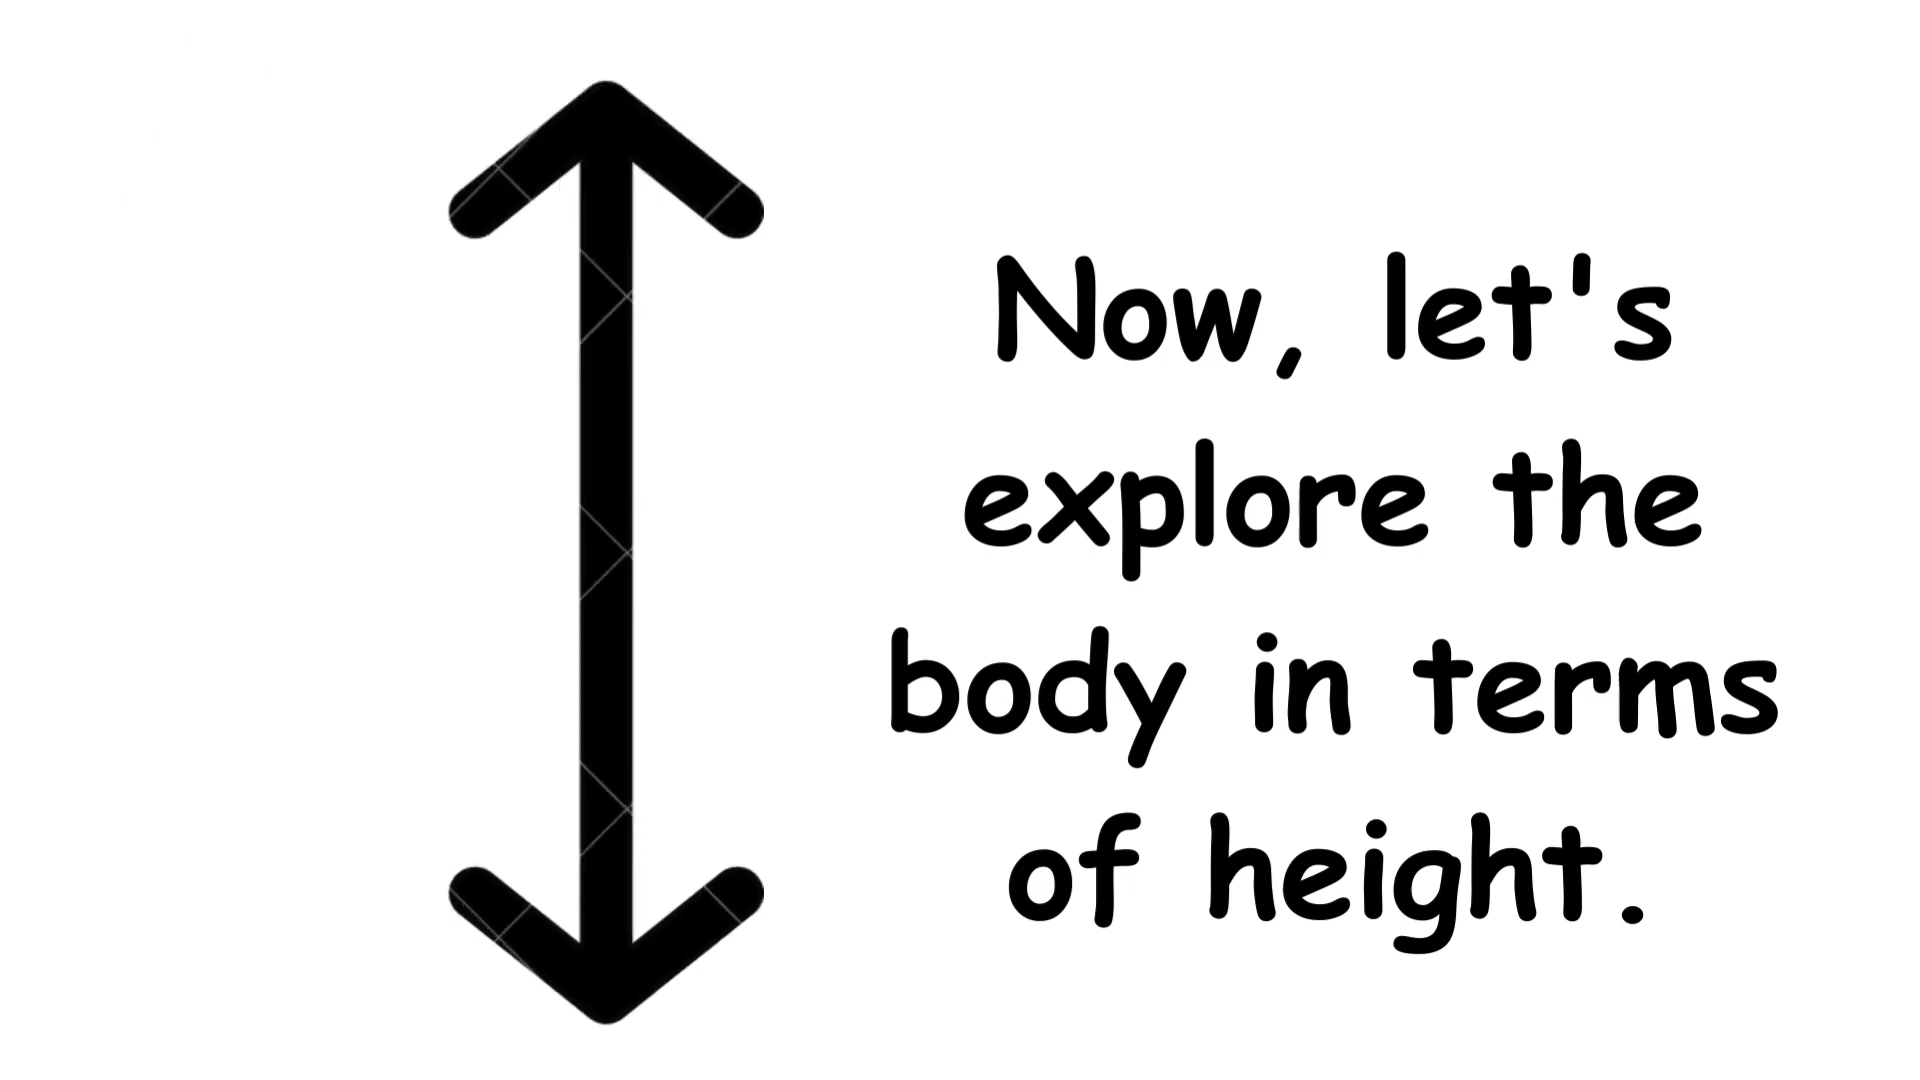 Now, let's
explore the
body in terms
of height.